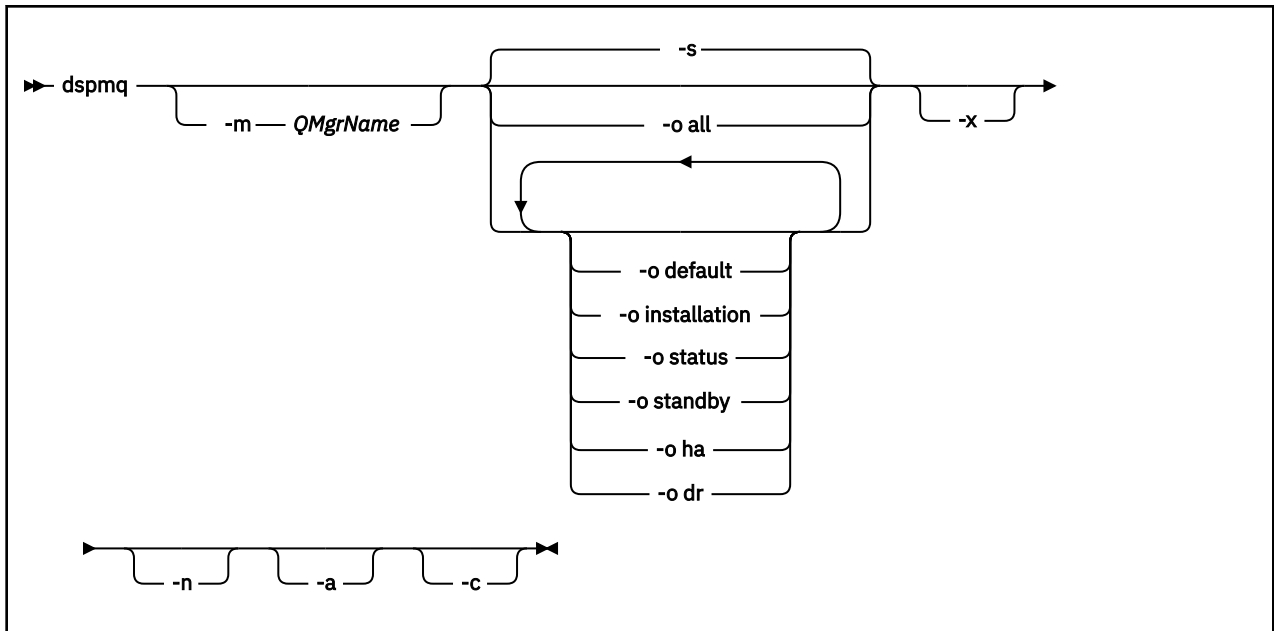 -s
dspmq
-m QMgrName
-o all
-x
-o default
-o installation
-o status
-o standby
-o ha
-o dr
-n -a -c